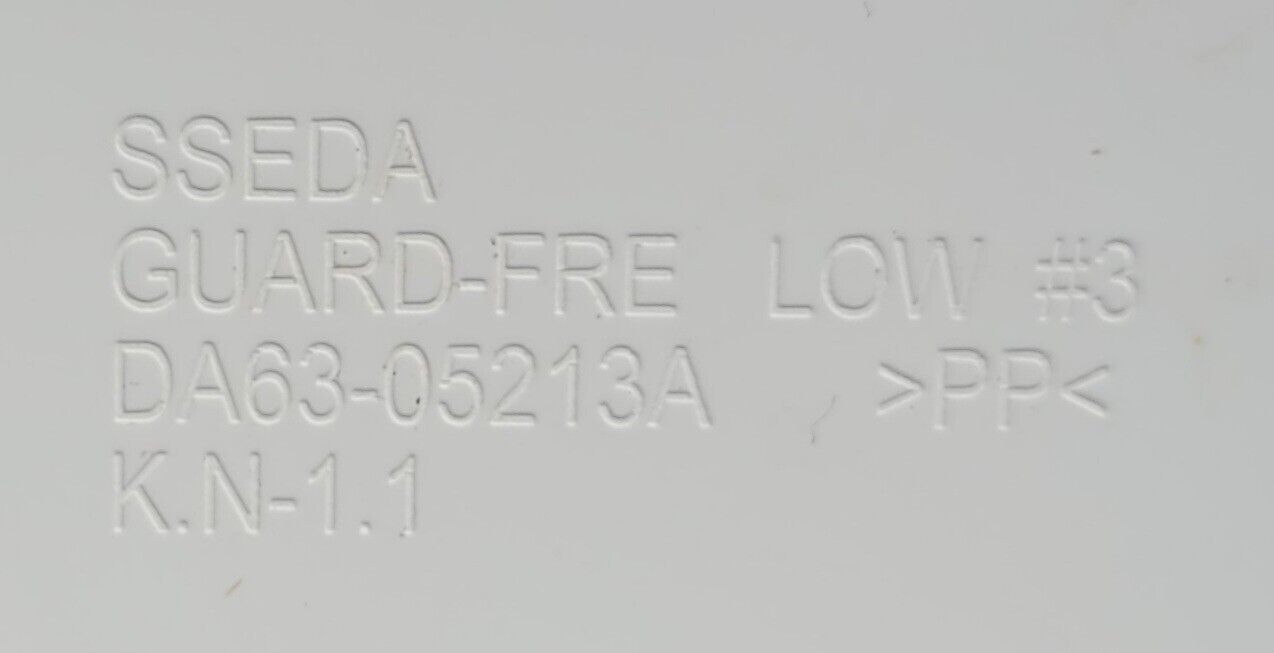 SSEDA
GUARD-FRE LOW #3
DA63-05213A >PP<
K.N-1.1